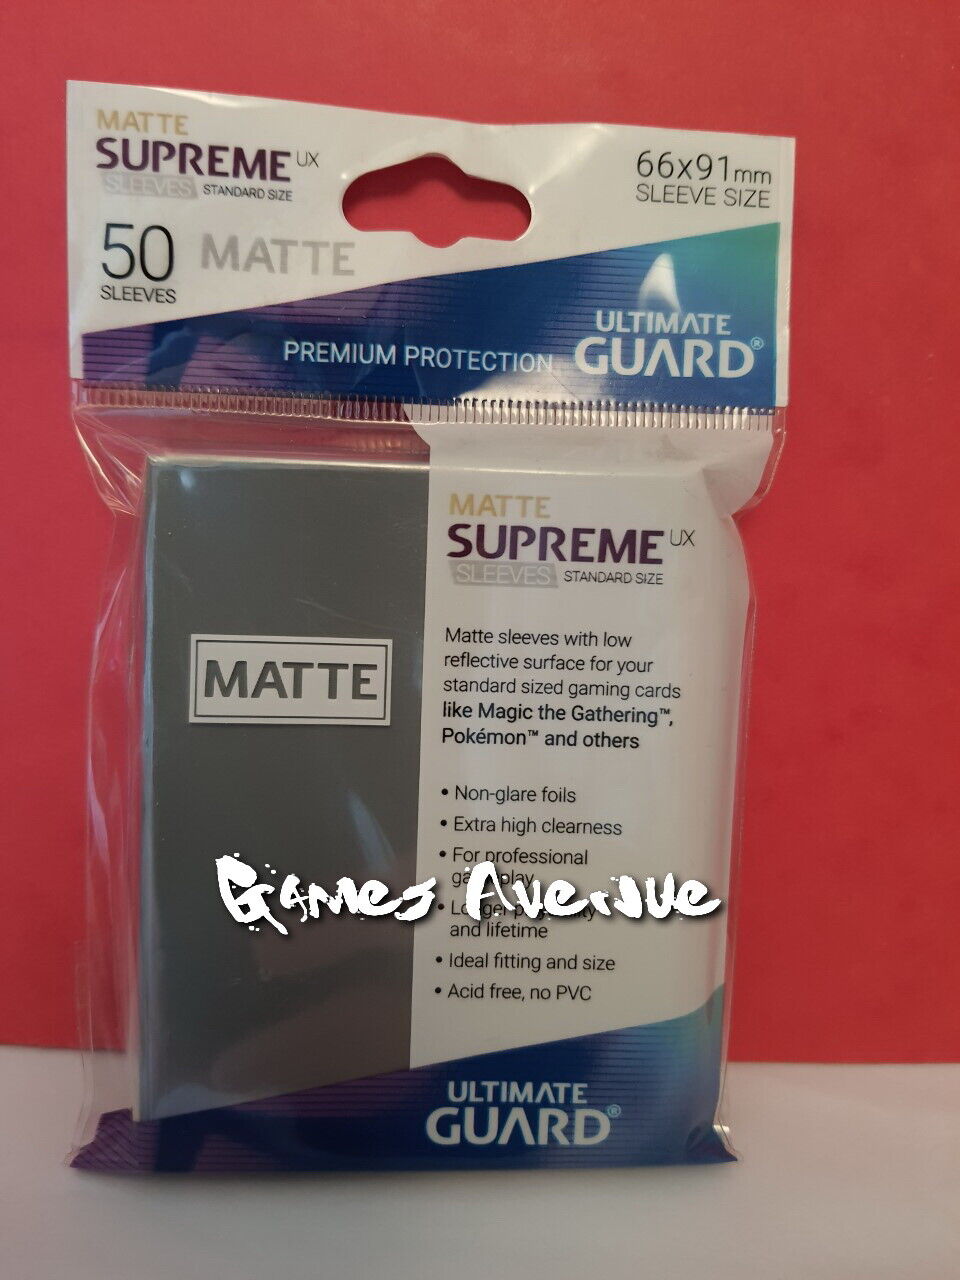 MATTE
SUPREME UX
SLEEVES STANDARD SIZE
66x91mm
SLEEVE SIZE
50 MATTE
SLEEVES
PREMIUM PROTECTION
ULTIMATE
GUARD®
MATTE
SUPREME UX
SLEEVES STANDARD SIZE
MATTE
Matte sleeves with low
reflective surface for your
standard sized gaming cards
like Magic the Gathering™,
Pokémon™ and others
• Non-glare foils
• Extra high clearness
• For professional
• Longer
and lifetime
• Ideal fitting and size
• Acid free, no PVC
Games Avenue
ULTIMATE
GUARD®